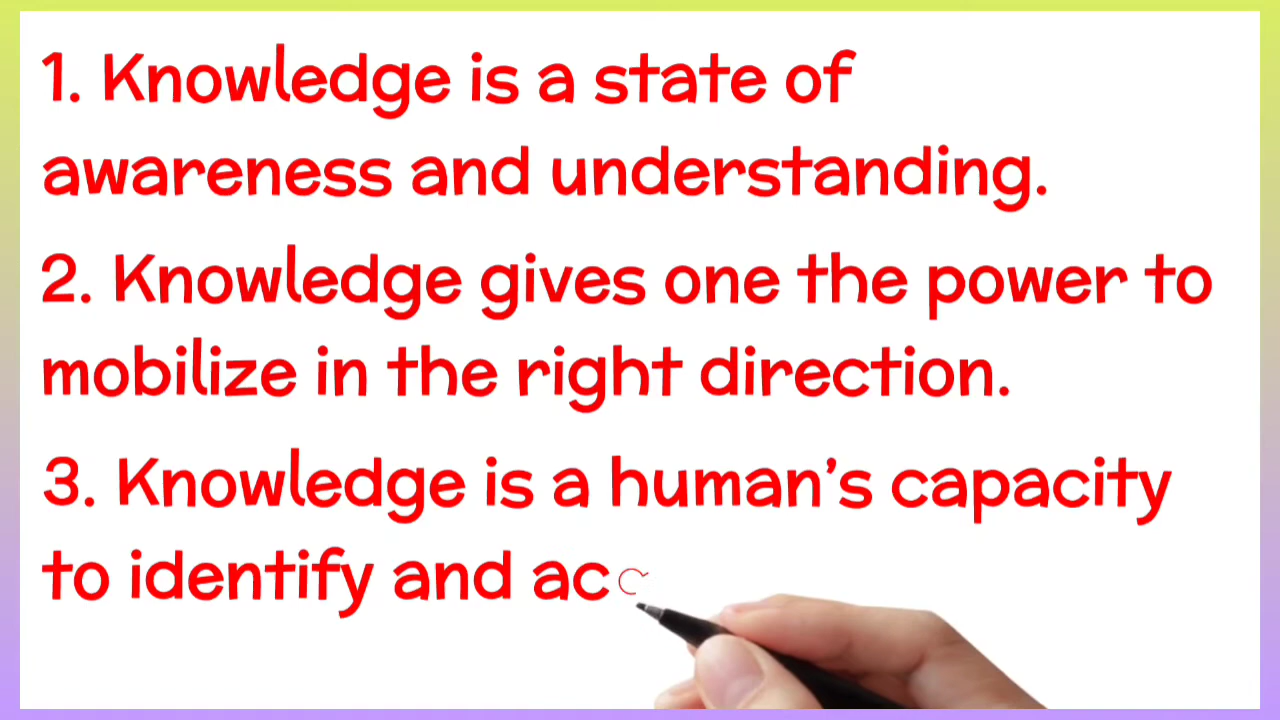 1. Knowledge is a state of
awareness and understanding.
2. Knowledge gives one the power to
mobilize in the right direction.
3. Knowledge is a human’s capacity
to identify and acc